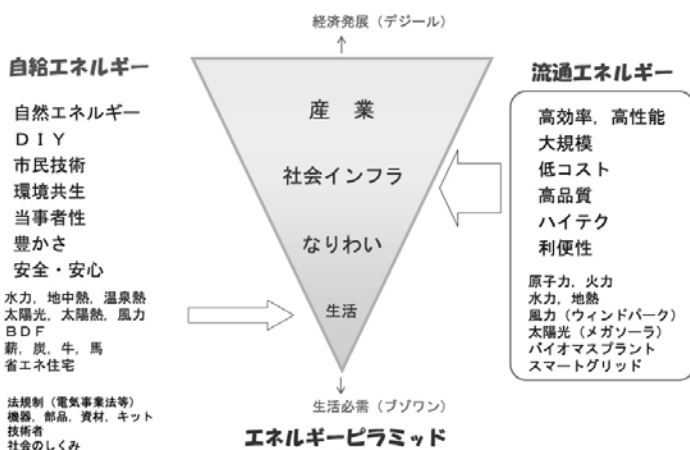 経済発展（デジール）
自給エネルギー
自然エネルギー
ＤＩＹ
市民技術
環境共生
当事者性
豊かさ
安全・安心
水力，地中熱，温泉熱
太陽光，太陽熱，風力
ＢＤＦ
薪，炭，牛，馬
省エネ住宅
法規制（電気事業法等）
機器，部品，資材，キット
技術者
社会のしくみ
産　業
社会インフラ
なりわい
生活
生活必需（ブゾワン）
エネルギーピラミッド
流通エネルギー
高効率，高性能
大規模
低コスト
高品質
ハイテク
利便性
原子力，火力
水力，地熱
風力（ウィンドパーク）
太陽光（メガソーラ）
バイオマスプラント
スマートグリッド